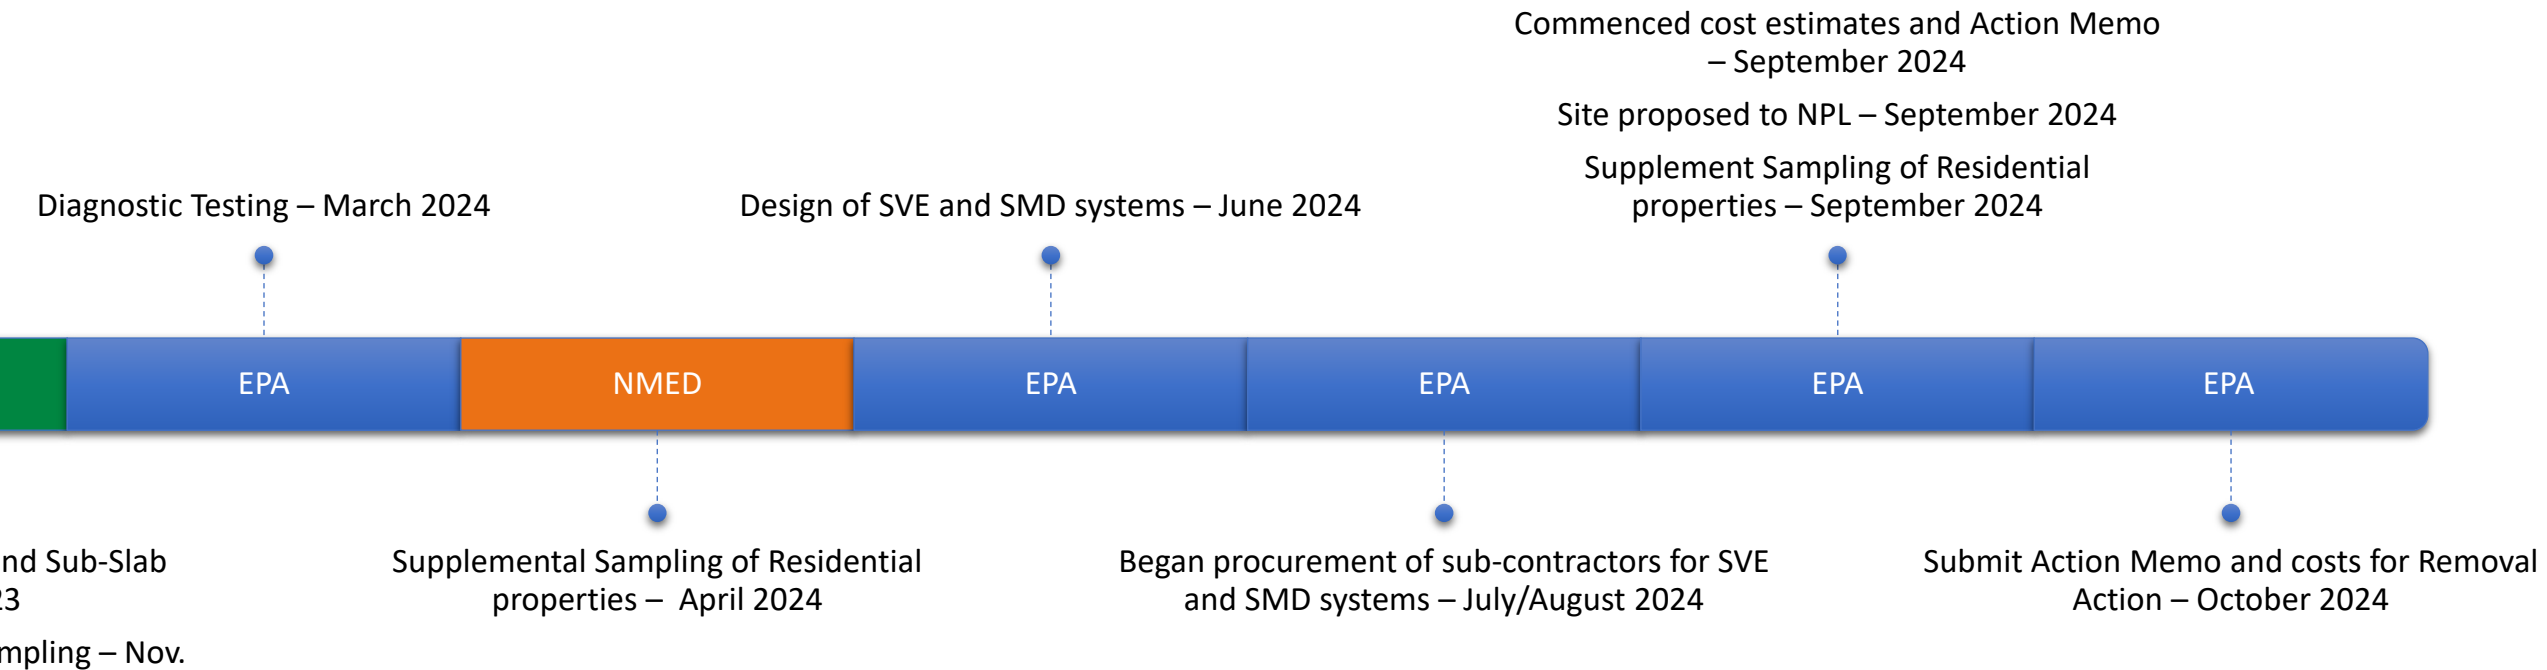 Commenced cost estimates and Action Memo
– September 2024
Site proposed to NPL – September 2024
Supplement Sampling of Residential
properties – September 2024
Diagnostic Testing – March 2024
Design of SVE and SMD systems – June 2024
EPA
NMED
EPA
EPA
EPA
EPA
nd Sub-Slab
23
mpling – Nov.
Supplemental Sampling of Residential
properties – April 2024
Began procurement of sub-contractors for SVE
and SMD systems – July/August 2024
Submit Action Memo and costs for Removal
Action – October 2024